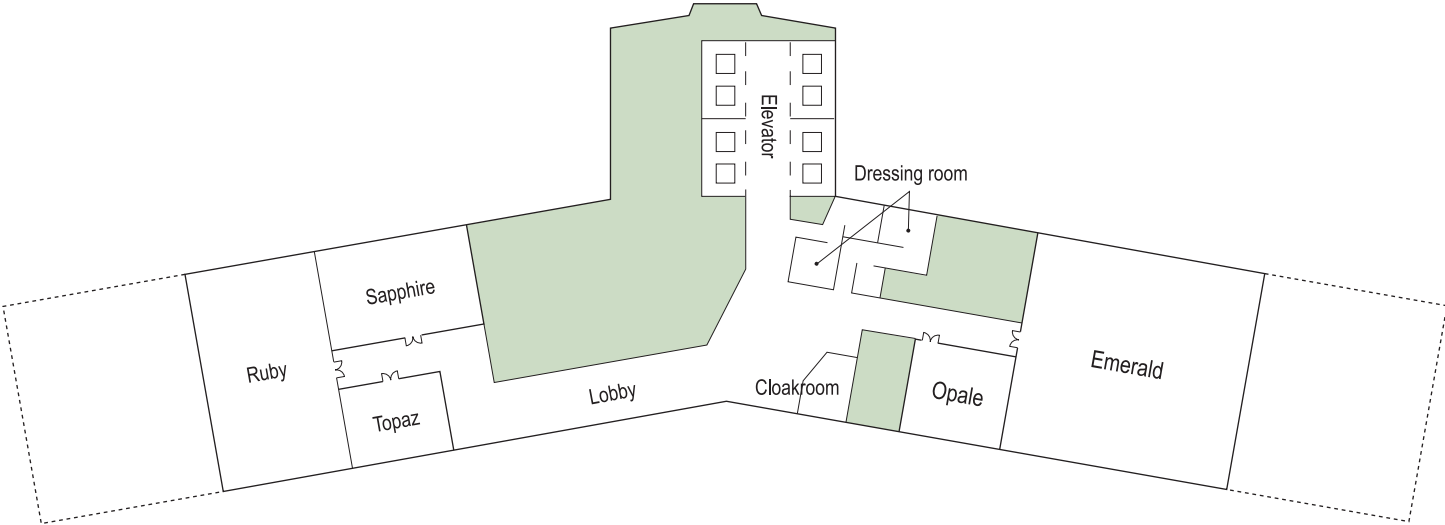 Elevator
Dressing room
Sapphire
Ruby
Topaz
Lobby
Cloakroom
Opale
Emerald